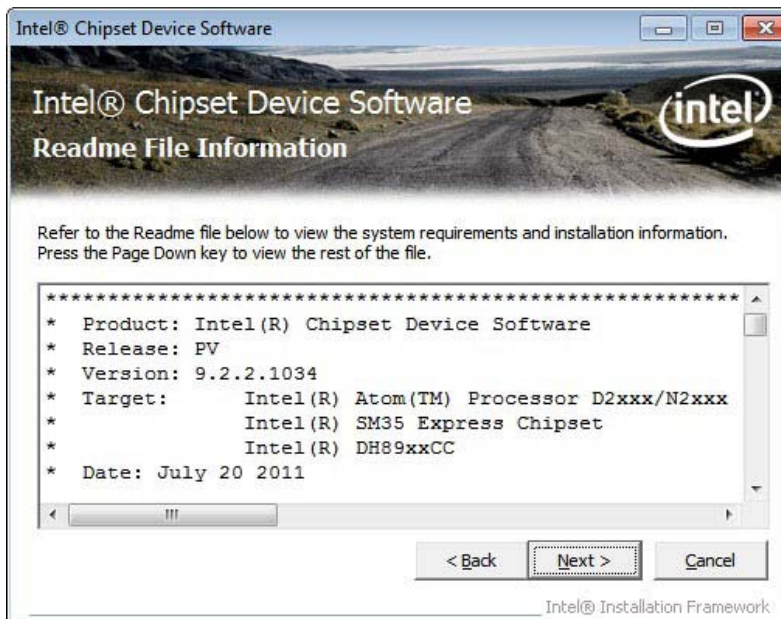 Intel® Chipset Device Software
Intel® Chipset Device Software
intel
Readme File Information
Refer to the Readme file below to view the system requirements and installation information.
Press the Page Down key to view the rest of the file.
*********************************************************
* Product: Intel(R) Chipset Device Software
* Release: PV
* Version: 9.2.2.1034
* Target: Intel(R) Atom(TM) Processor D2xxx/N2xxx
* Intel(R) SM35 Express Chipset
* Intel(R) DH89xxCC
* Date: July 20 2011
< Back
Next >
Cancel
Intel® Installation Framework